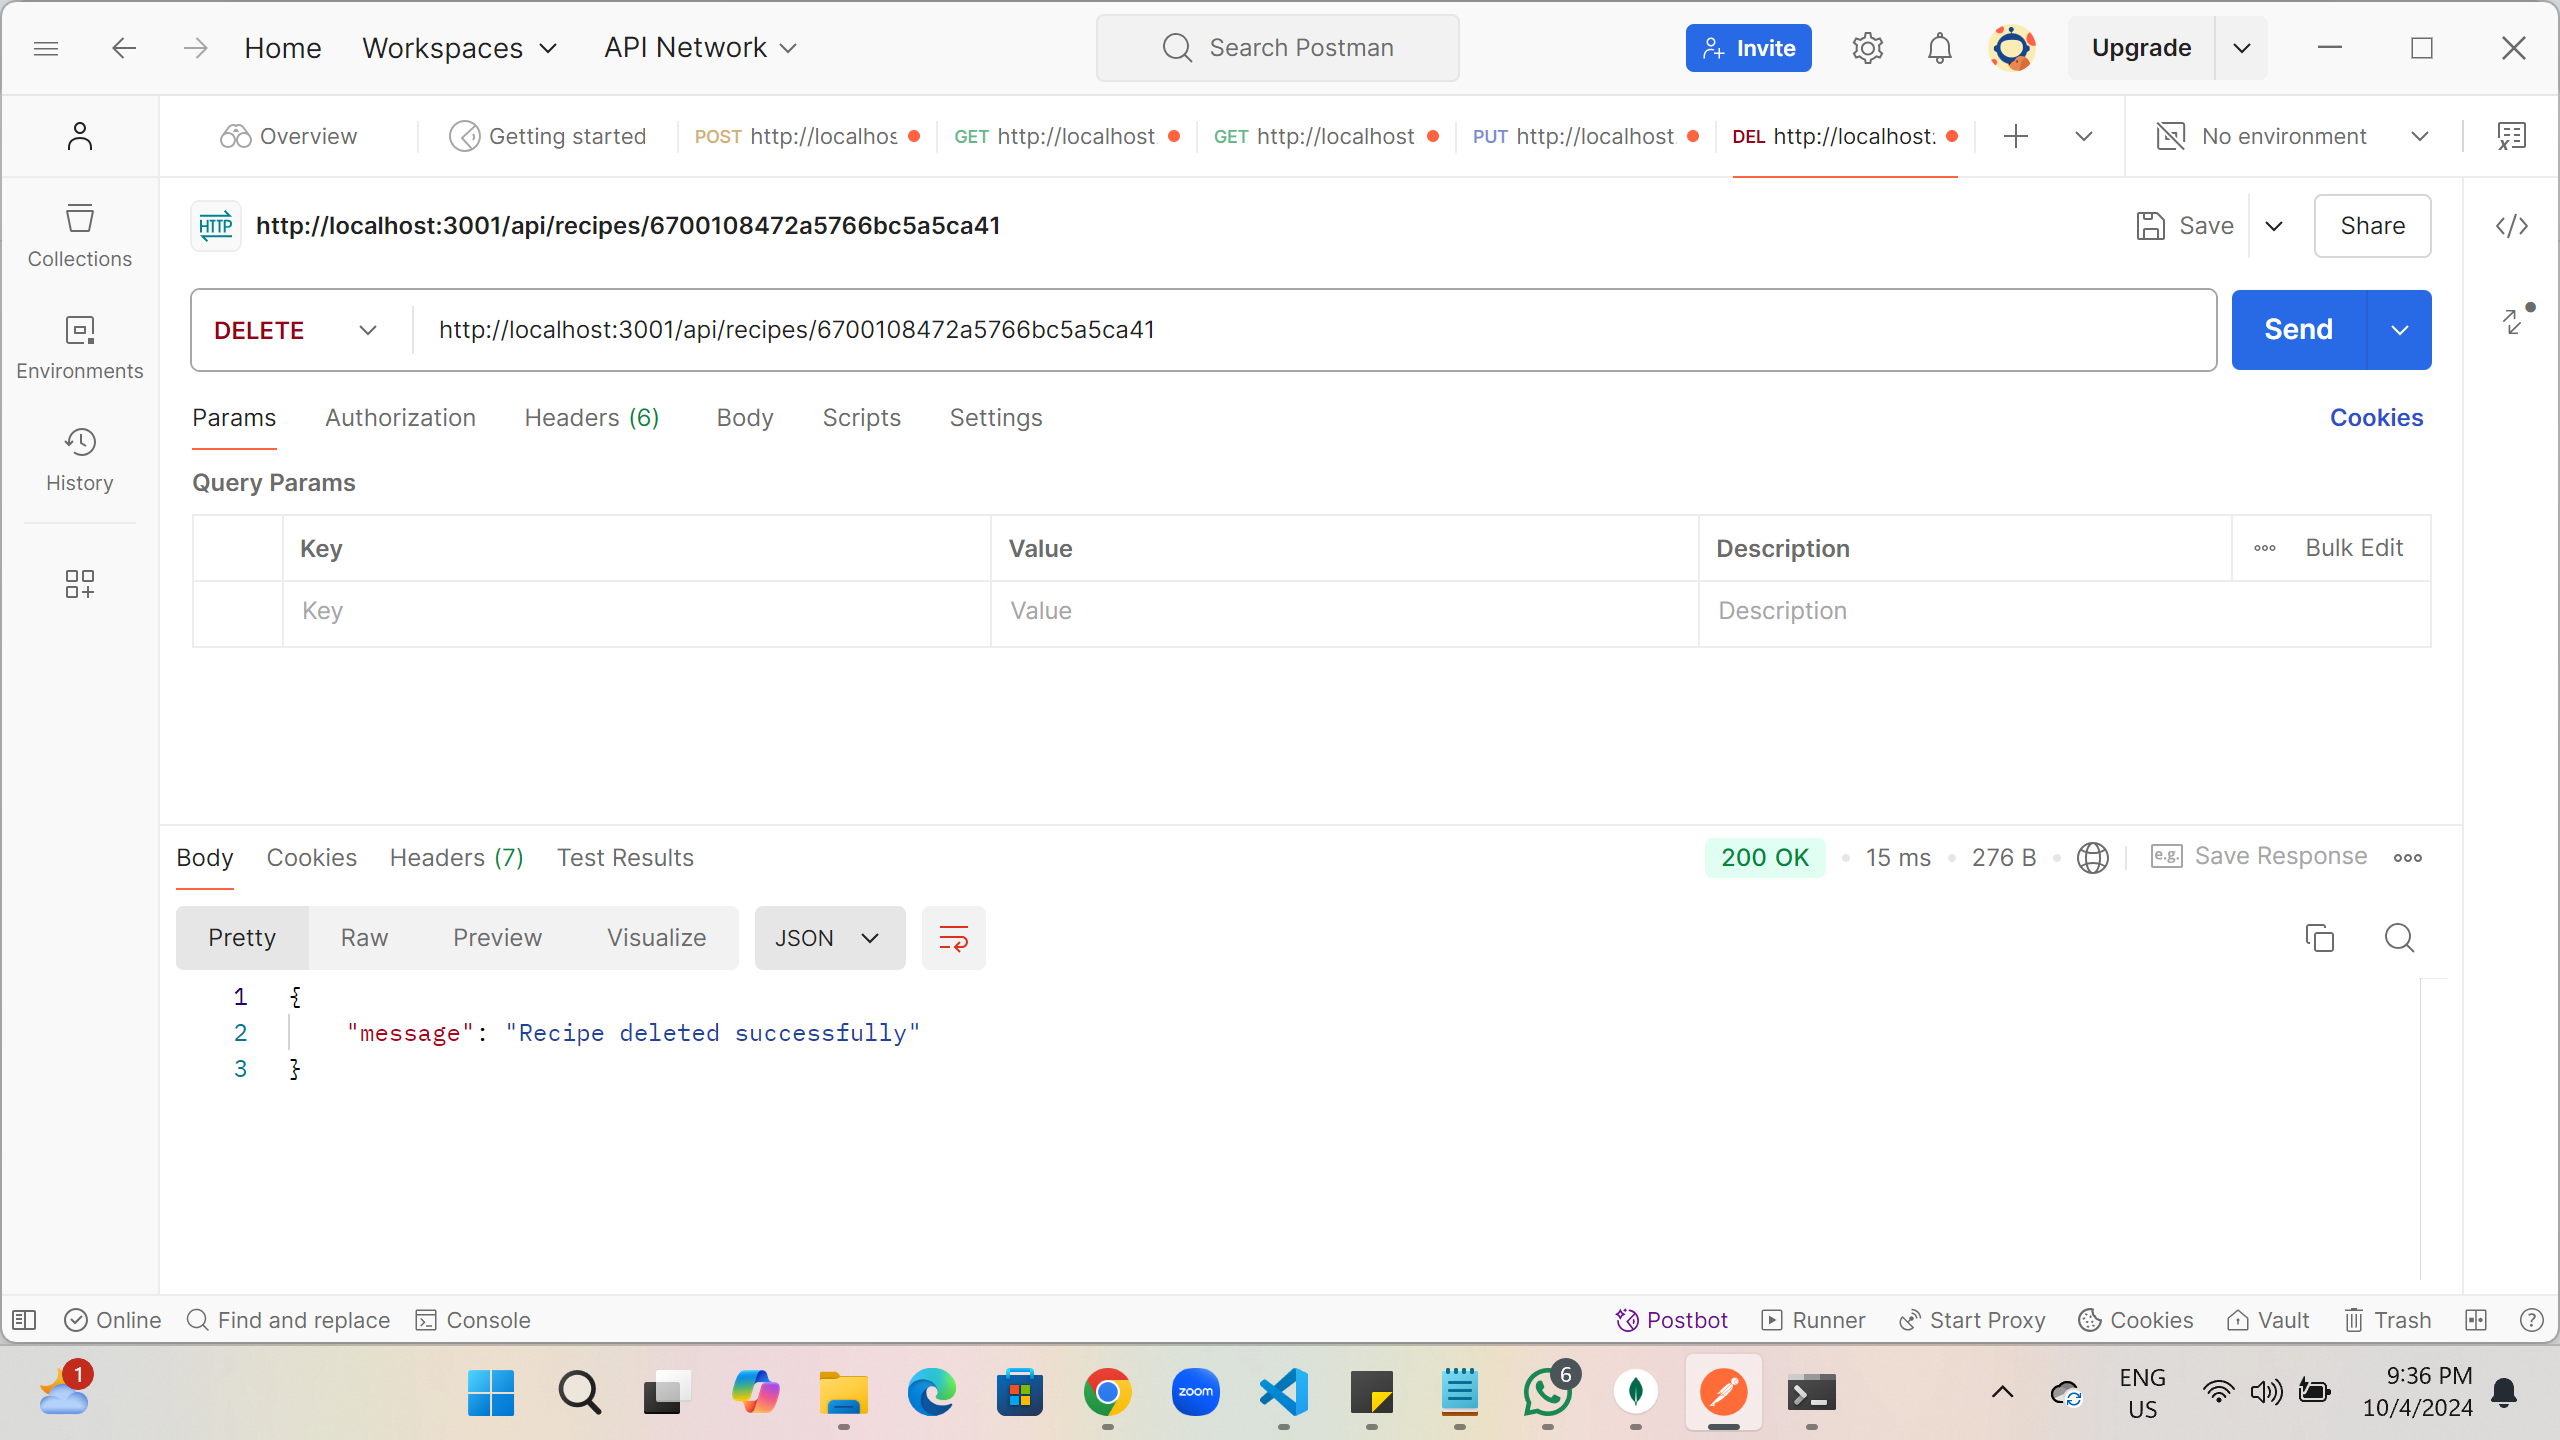 Home Workspaces API Network Search Postman Invite Upgrade
Overview Getting started POST http://localhos GET http://localhost. GET http://localhost PUT http://localhost. DEL http://localhost: No environment
HTTP http://localhost:3001/api/recipes/6700108472a5766bc5a5ca41 Save Share
Collections
DELETE http://localhost:3001/api/recipes/6700108472a5766bc5a5ca41 Send
Environments
Params Authorization Headers (6) Body Scripts Settings Cookies
History
Query Params
Key Value Description Bulk Edit
Key Value Description
Body Cookies Headers (7) Test Results 200 OK 15 ms 276 B e.g. Save Response
Pretty Raw Preview Visualize JSON
1 {
2 "message": "Recipe deleted successfully"
3 }
Online Find and replace Console Postbot Runner Start Proxy Cookies Vault Trash
1 zoom 6 ENG US 9:36 PM
10/4/2024